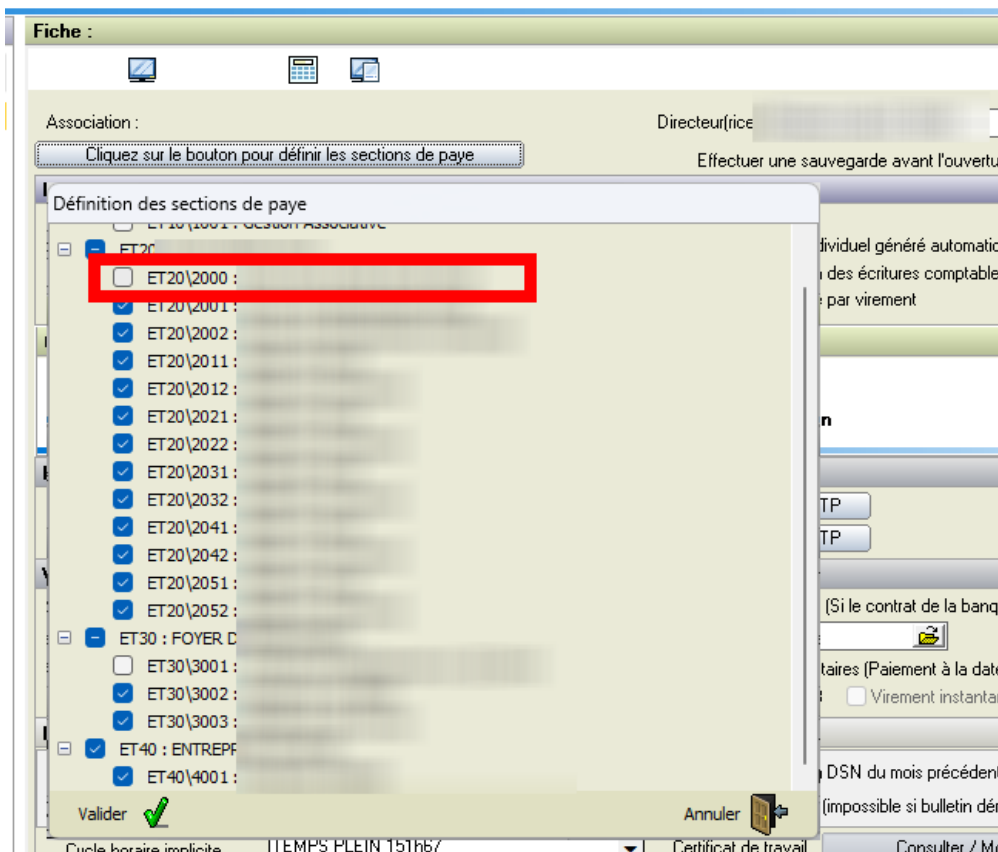 Fiche :
Association :
Directeur(rice
Cliquez sur le bouton pour définir les sections de paye
Effectuer une sauvegarde avant l'ouvertu
Définition des sections de paye
ET10\1001 : Gestion Associative
ET20
dividuel généré automatic
ET20\2000 :
des écritures comptable
ET20\2001 :
par virement
ET20\2002 :
ET20\2011 :
ET20\2012 :
ET20\2021 :
n
ET20\2022 :
ET20\2031 :
ET20\2032 :
TP
ET20\2041 :
TP
ET20\2042 :
ET20\2051 :
ET20\2052 :
(Si le contrat de la banq
ET30 : FOYER D
ET30\3001 :
taires (Paiement à la date
ET30\3002 :
Virement instanta
ET30\3003 :
ET40 : ENTREPR
ET40\4001 :
DSN du mois précédent
Valider
Annuler
(impossible si bulletin dé
Cycle horaire implicite
TEMPS PLEIN 151h67
Certificat de travail
Consulter / M